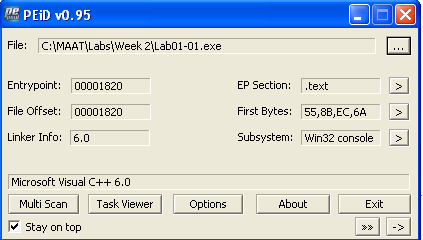 PEiD v0.95
File: C:\MAAT\Labs\Week 2\Lab01-01.exe ...
Entrypoint: 00001820 EP Section: .text >
File Offset: 00001820 First Bytes: 55,8B,EC,6A >
Linker Info: 6.0 Subsystem: Win32 console >
Microsoft Visual C++ 6.0
Multi Scan Task Viewer Options About Exit
Stay on top >> ->